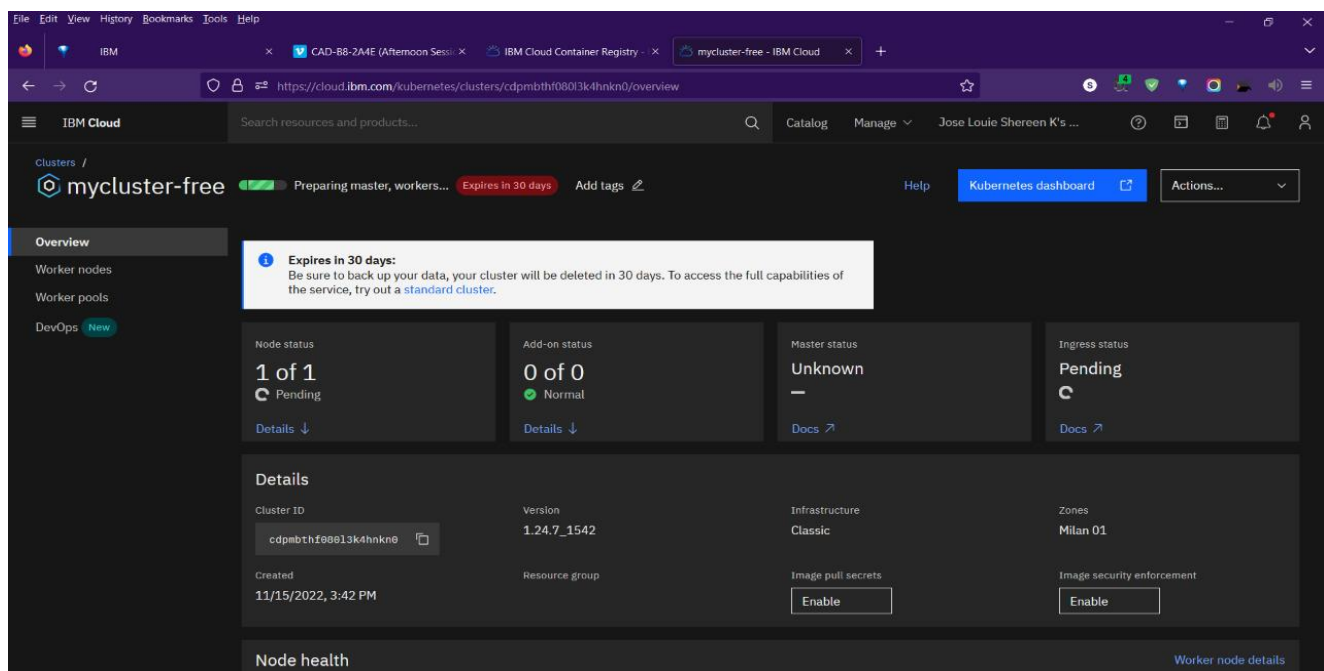 File Edit View History Bookmarks Tools Help
IBM × CAD-B8-2A4E (Afternoon Sessi × IBM Cloud Container Registry - × mycluster-free - IBM Cloud × +
https://cloud.ibm.com/kubernetes/clusters/cdpmbthf080l3k4hnkn0/overview S 4
IBM Cloud Search resources and products... Catalog Manage Jose Louie Shereen K's ...
Clusters /
mycluster-free Preparing master, workers... Expires in 30 days Add tags Help Kubernetes dashboard Actions...
Overview
Worker nodes
Worker pools
DevOps New
Expires in 30 days:
Be sure to back up your data, your cluster will be deleted in 30 days. To access the full capabilities of
the service, try out a standard cluster.
Node status Add-on status Master status Ingress status
1 of 1 0 of 0 Unknown Pending
Pending Normal –
Details ↓ Details ↓ Docs ↗ Docs ↗
Details
Cluster ID Version Infrastructure Zones
cdpmbthf080l3k4hnkn0 1.24.7_1542 Classic Milan 01
Created Resource group Image pull secrets Image security enforcement
11/15/2022, 3:42 PM Enable Enable
Node health Worker node details